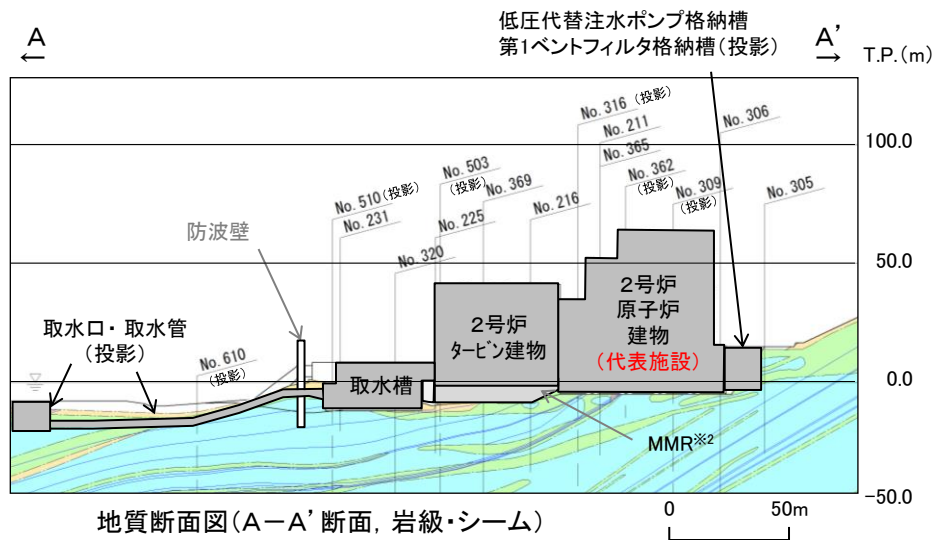 低圧代替注水ポンプ格納槽
第1ベントフィルタ格納槽(投影)
A
A'
T.P.(m)
No. 316 (投影)
No. 211
No. 306
100.0
No. 365
No. 503
(投影)
No. 362
(投影)
No. 510(投影)
No. 369
No. 309
(投影)
No. 305
No. 231
No. 225
No. 216
防波壁
No. 320
50.0
2号炉
原子炉
建物
(代表施設)
2号炉
タービン建物
取水口・取水管
(投影)
No. 610
(投影)
取水槽
0.0
MMR※2
-50.0
地質断面図(A-A'断面, 岩級・シーム)
0
50m